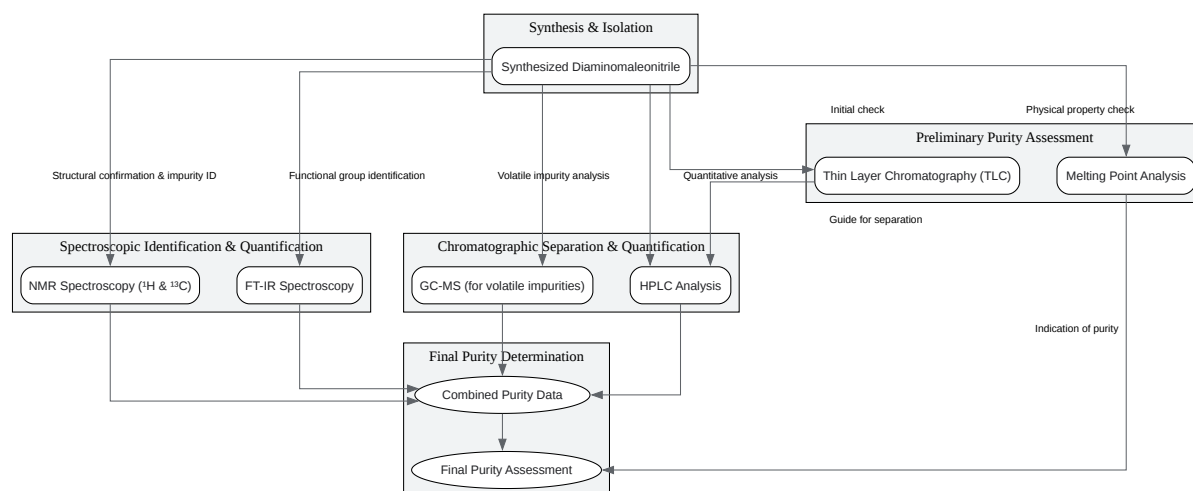 Synthesis & Isolation
Synthesized Diaminomaleonitrile
Initial check
Physical property check
Preliminary Purity Assessment
Structural confirmation & impurity ID
Functional group identification
Volatile impurity analysis
Quantitative analysis
Thin Layer Chromatography (TLC)
Melting Point Analysis
Guide for separation
Spectroscopic Identification & Quantification
Chromatographic Separation & Quantification
NMR Spectroscopy (¹H & ¹³C)
FT-IR Spectroscopy
GC-MS (for volatile impurities)
HPLC Analysis
Indication of purity
Final Purity Determination
Combined Purity Data
Final Purity Assessment